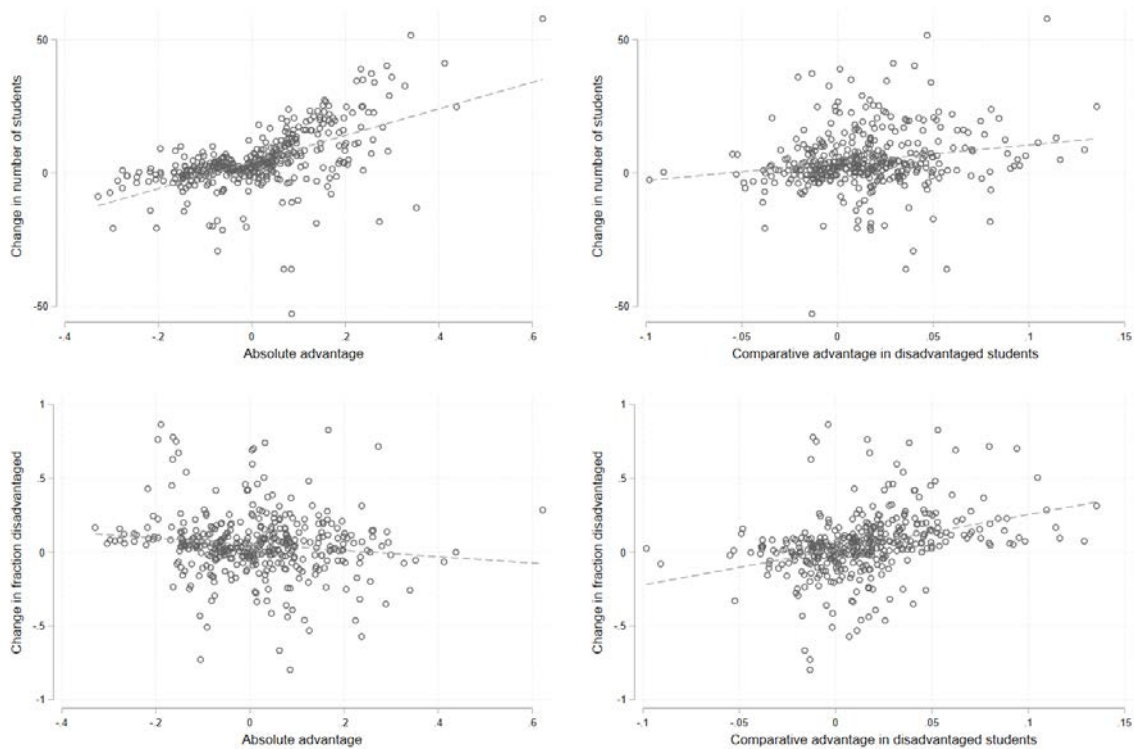 Change in number of students
50
0
-50
-.4 -.2 0 .2 .4 .6
Absolute advantage
Change in number of students
50
0
-50
-.1 -.05 0 .05 .1 .15
Comparative advantage in disadvantaged students
Change in fraction disadvantaged
1
.5
0
-.5
-1
-.4 -.2 0 .2 .4 .6
Absolute advantage
Change in fraction disadvantaged
1
.5
0
-.5
-1
-.1 -.05 0 .05 .1 .15
Comparative advantage in disadvantaged students